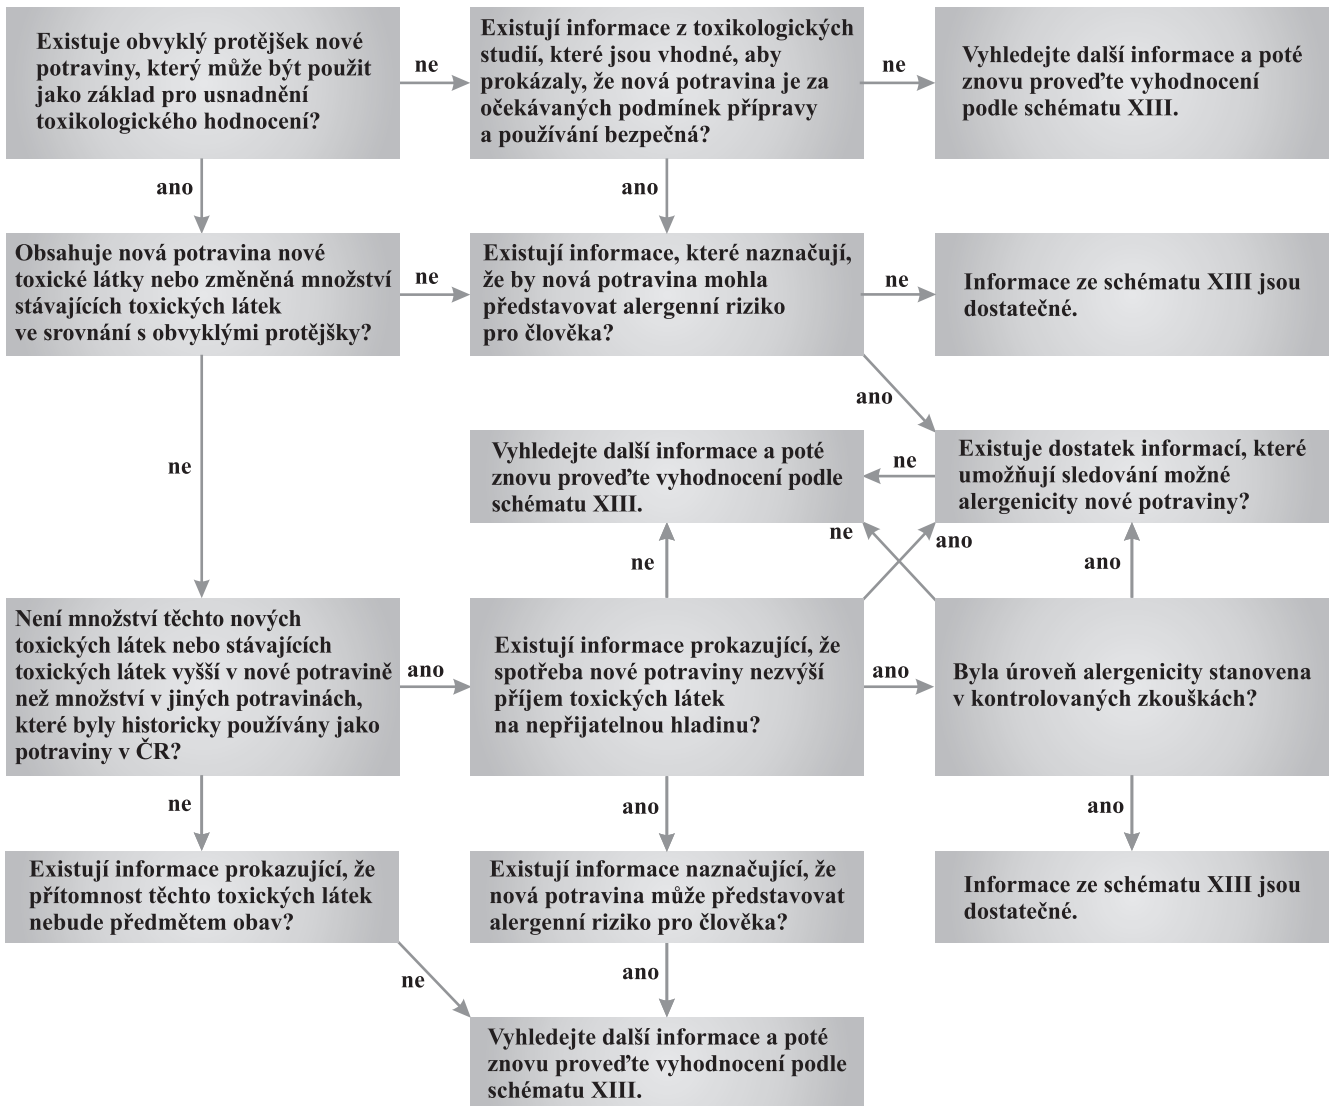 Existuje obvyklý protějšek nové
potraviny, který může být použit
jako základ pro usnadnění
toxikologického hodnocení?
ne
Existují informace z toxikologických
studií, které jsou vhodné, aby
prokázaly, že nová potravina je za
očekávaných podmínek přípravy
a používání bezpečná?
ne
Vyhledejte další informace a poté
znovu proveďte vyhodnocení
podle schématu XIII.
ano
ano
Obsahuje nová potravina nové
toxické látky nebo změněná množství
stávajících toxických látek
ve srovnání s obvyklými protějšky?
ne
Existují informace, které naznačují,
že by nová potravina mohla
představovat alergenní riziko
pro člověka?
ne
Informace ze schématu XIII jsou
dostatečné.
ano
ne
Vyhledejte další informace a poté
znovu proveďte vyhodnocení podle
schématu XIII.
ne
Existuje dostatek informací, které
umožňují sledování možné
alergenicity nové potraviny?
ne
ne
ano
ano
Není množství těchto nových
toxických látek nebo stávajících
toxických látek vyšší v nové potravině
než množství v jiných potravinách,
které byly historicky používány jako
potraviny v ČR?
ano
Existují informace prokazující, že
spotřeba nové potraviny nezvýší
příjem toxických látek
na nepřijatelnou hladinu?
ano
Byla úroveň alergenicity stanovena
v kontrolovaných zkouškách?
ne
ano
ano
Existují informace prokazující, že
přítomnost těchto toxických látek
nebude předmětem obav?
Existují informace naznačující, že
nová potravina může představovat
alergenní riziko pro člověka?
Informace ze schématu XIII jsou
dostatečné.
ne
ano
Vyhledejte další informace a poté
znovu proveďte vyhodnocení podle
schématu XIII.